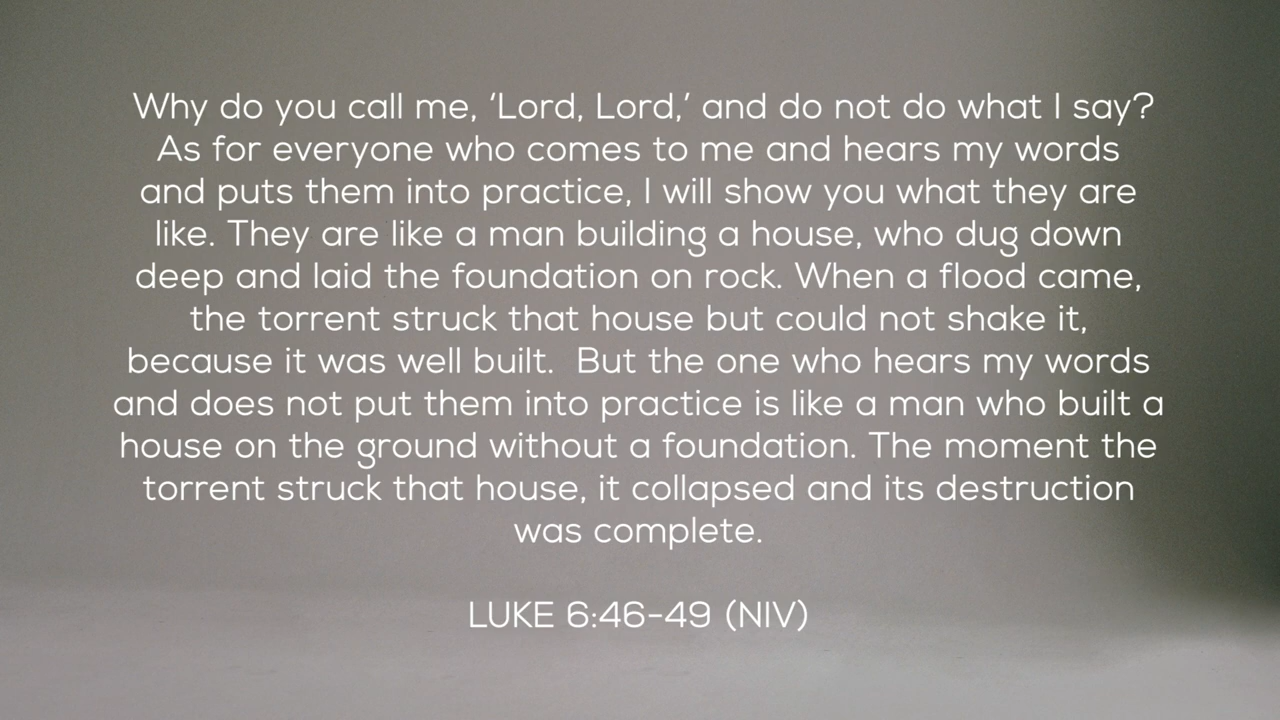 Why do you call me, ‘Lord, Lord,’ and do not do what I say?
As for everyone who comes to me and hears my words
and puts them into practice, I will show you what they are
like. They are like a man building a house, who dug down
deep and laid the foundation on rock. When a flood came,
the torrent struck that house but could not shake it,
because it was well built.  But the one who hears my words
and does not put them into practice is like a man who built a
house on the ground without a foundation. The moment the
torrent struck that house, it collapsed and its destruction
was complete.
LUKE 6:46-49 (NIV)